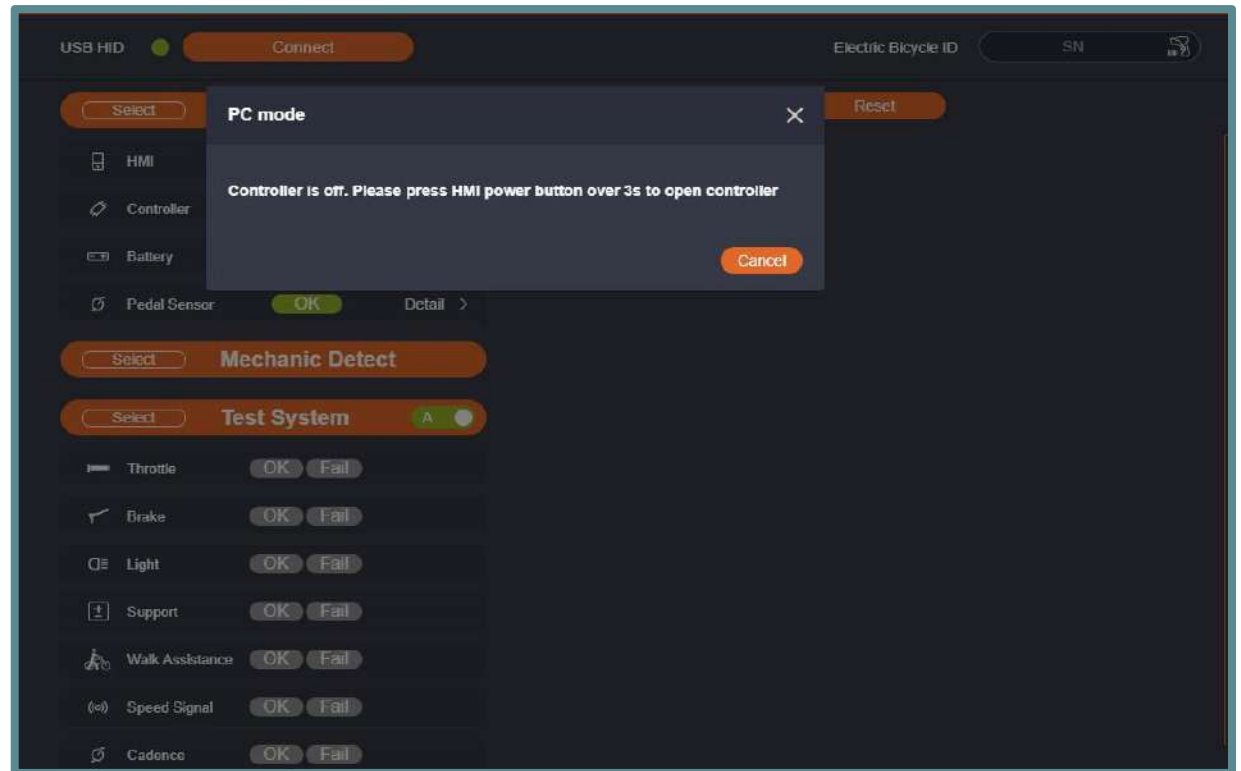 USB HID Connect Electric Bicycle ID SN
Select Reset
PC mode
HMI
Controller is off. Please press HMI power button over 3s to open controller
Controller
Battery
Cancel
Pedal Sensor OK Detail >
Select Mechanic Detect
Select Test System A
Throttle OK Fail
Brake OK Fail
Light OK Fail
Support OK Fail
Walk Assistance OK Fail
Speed Signal OK Fail
Cadence OK Fail